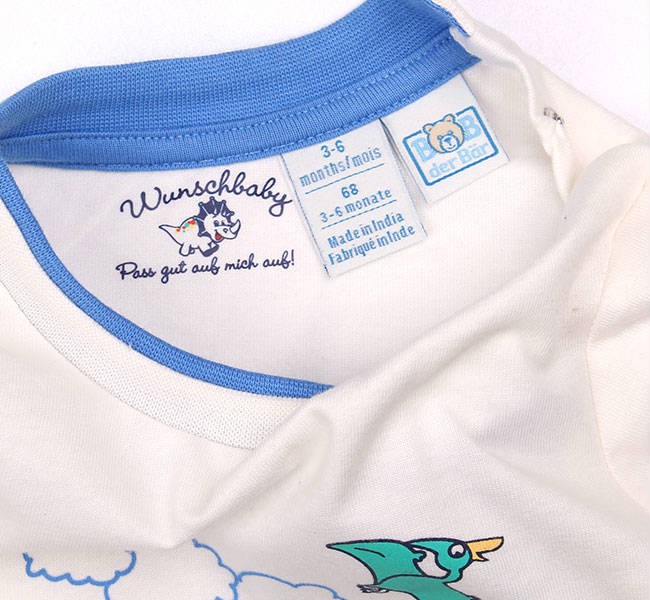 Wunschbaby
Pass gut auf mich auf!
3-6
months/mois
68
3-6 monate
Made in India
Fabriqué in Inde
BOB
der Bär